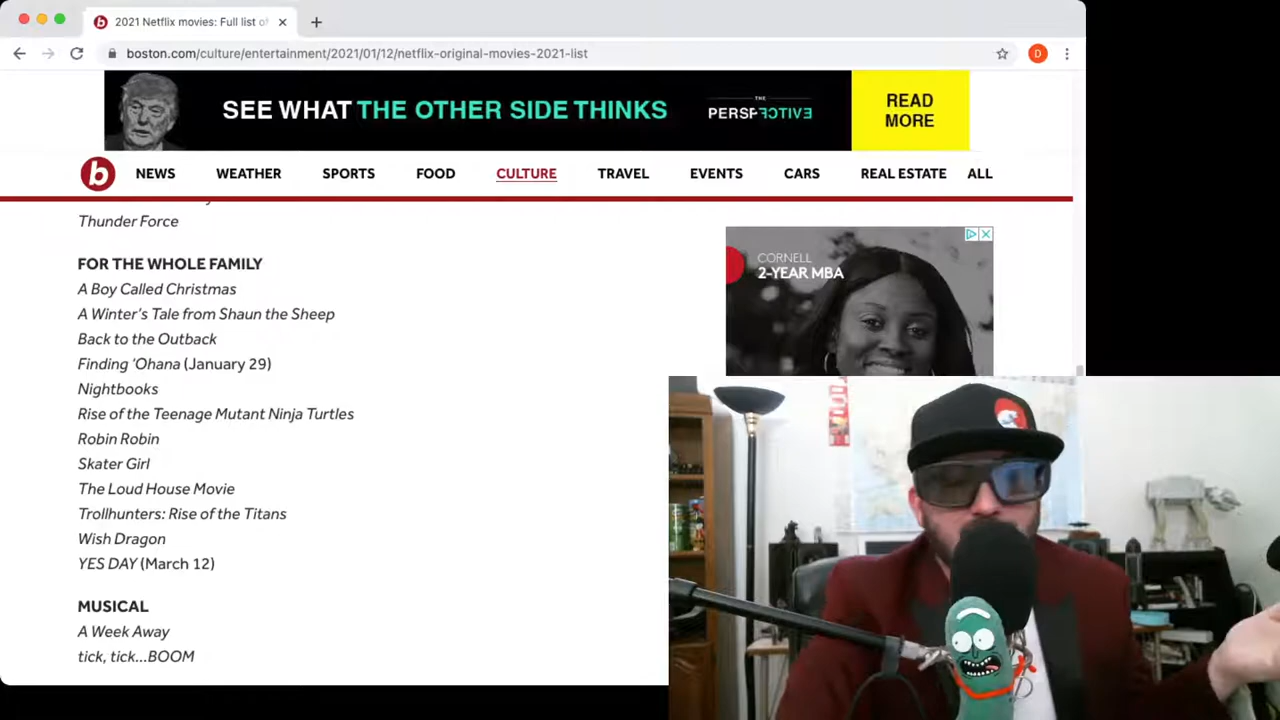 2021 Netflix movies: Full list of
boston.com/culture/entertainment/2021/01/12/netflix-original-movies-2021-list
D
SEE WHAT THE OTHER SIDE THINKS
THE
PERSPECTIVE
READ
MORE
b NEWS WEATHER SPORTS FOOD CULTURE TRAVEL EVENTS CARS REAL ESTATE ALL
Thunder Force
FOR THE WHOLE FAMILY
A Boy Called Christmas
A Winter's Tale from Shaun the Sheep
Back to the Outback
Finding 'Ohana (January 29)
Nightbooks
Rise of the Teenage Mutant Ninja Turtles
Robin Robin
Skater Girl
The Loud House Movie
Trollhunters: Rise of the Titans
Wish Dragon
YES DAY (March 12)
MUSICAL
A Week Away
tick, tick...BOOM
CORNELL
2-YEAR MBA